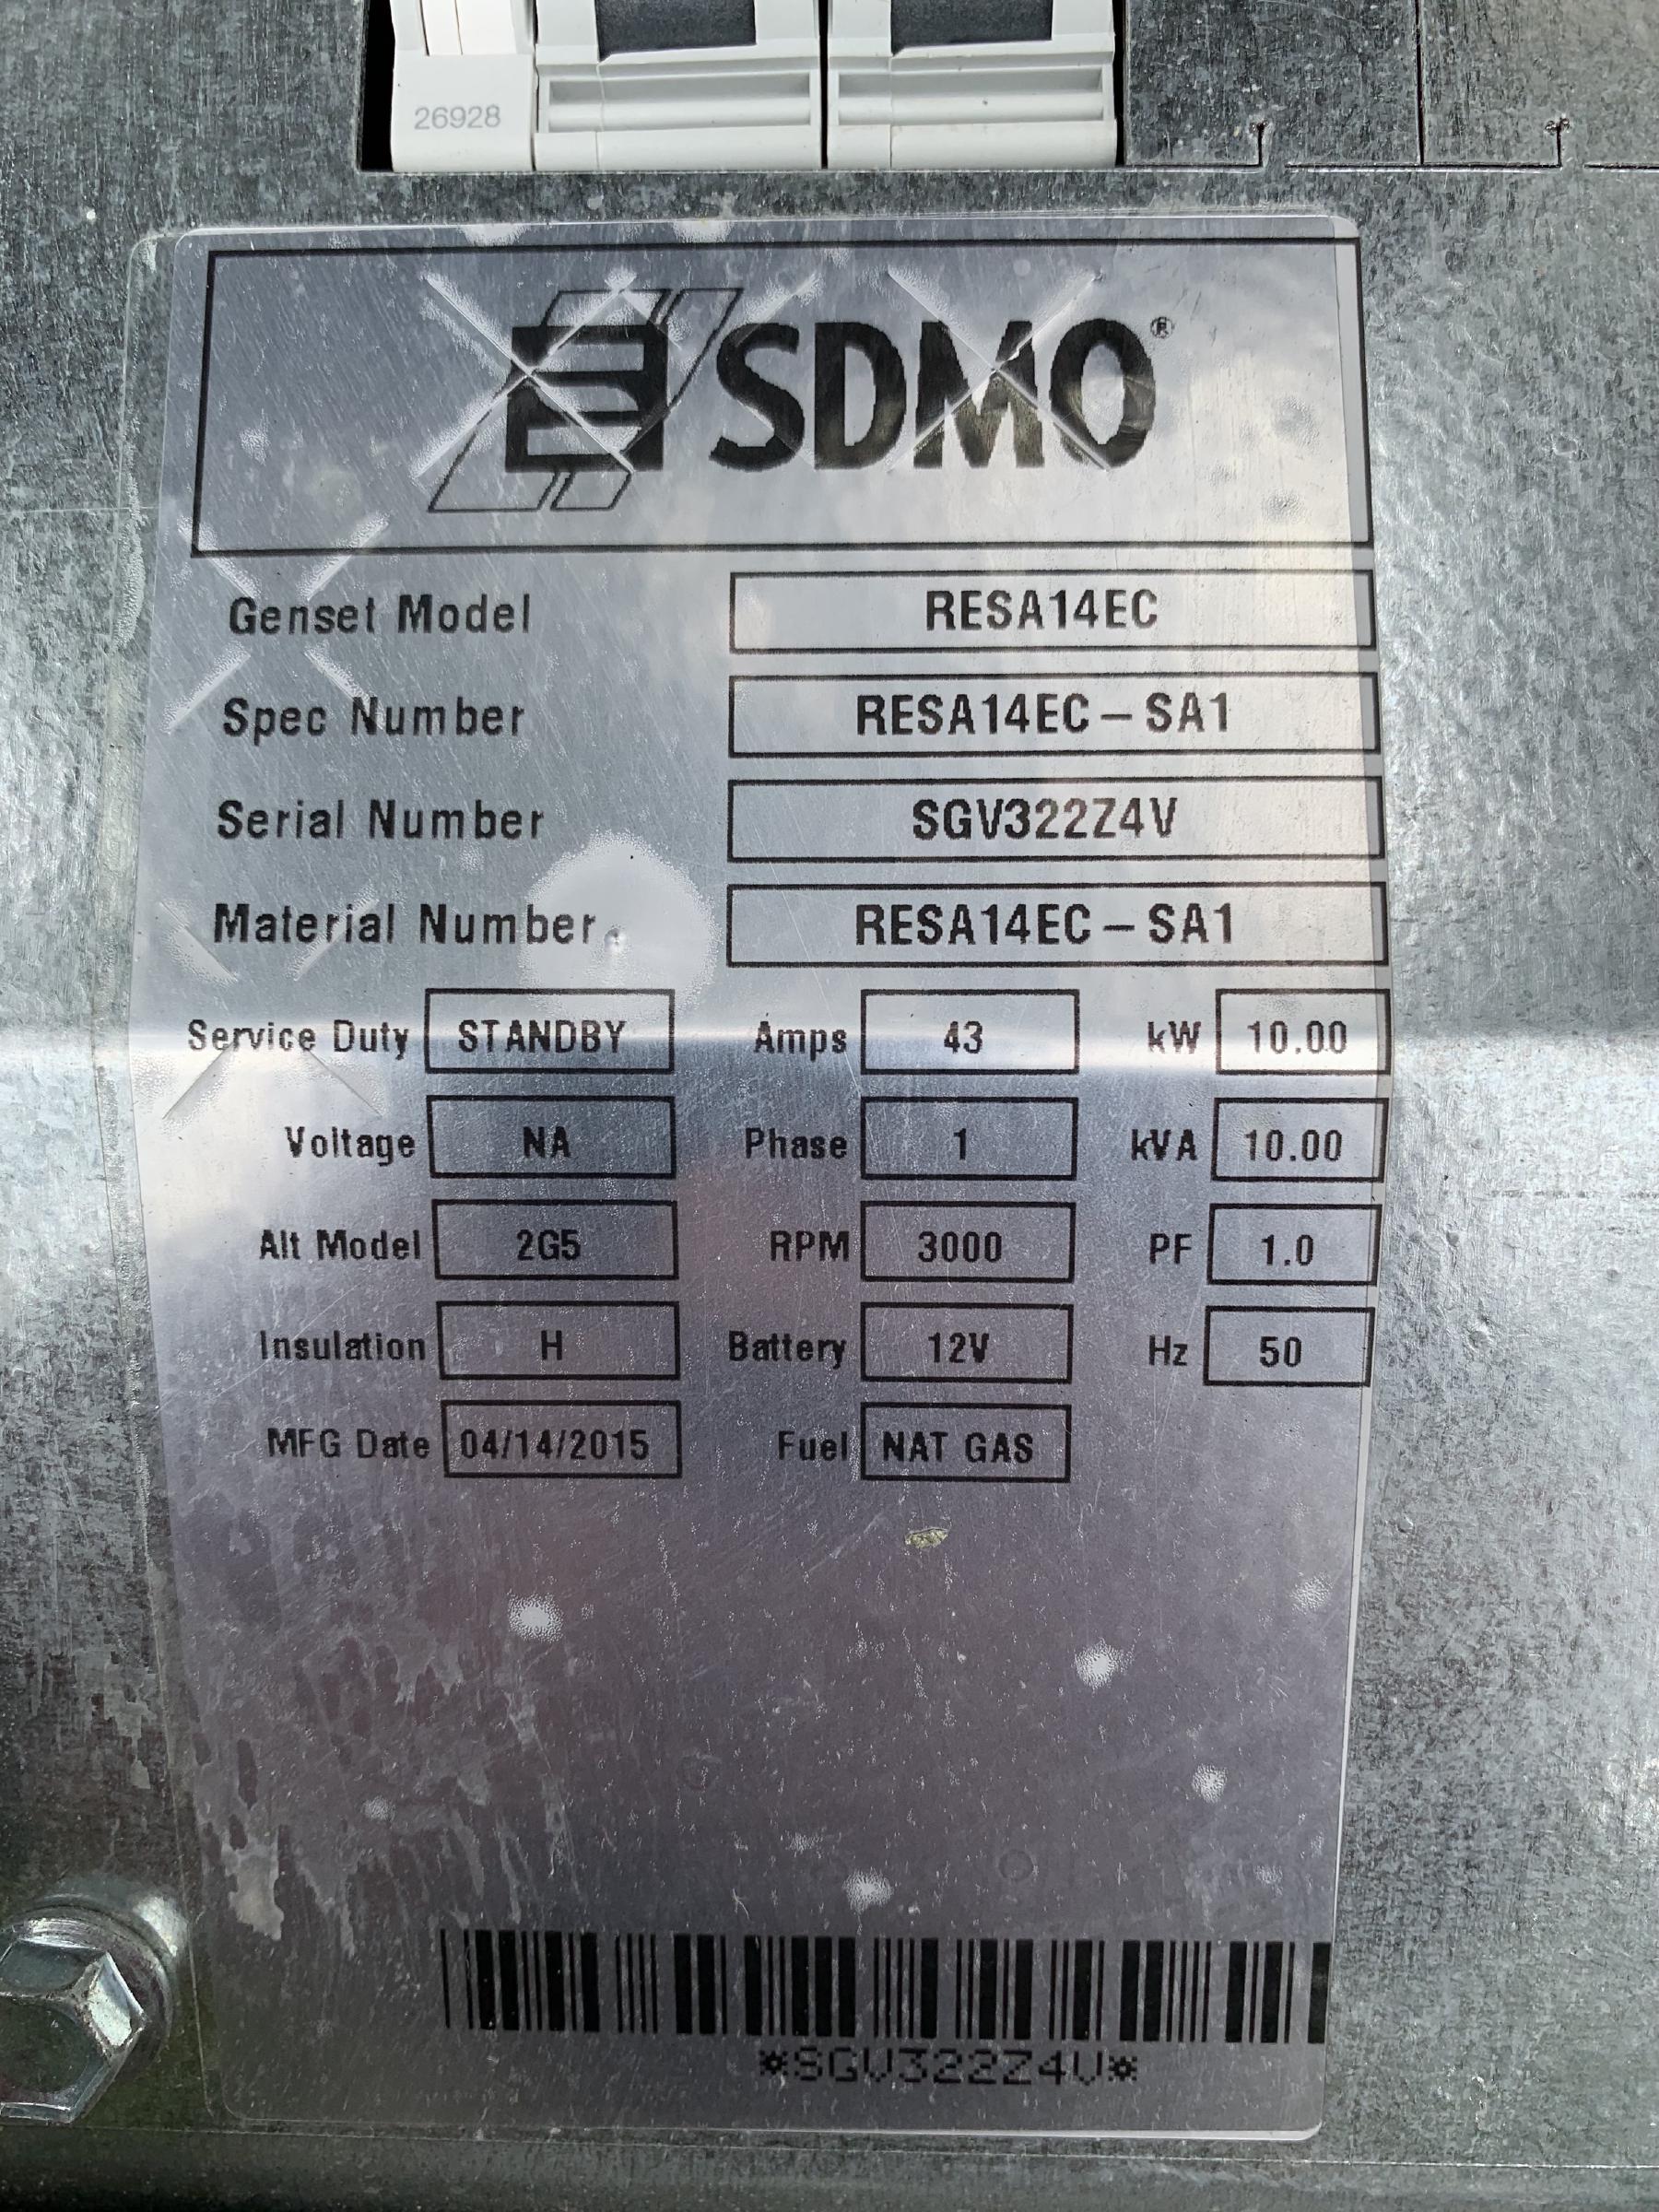 26928
SDMO®
Genset Model RESA14EC
Spec Number RESA14EC – SA1
Serial Number SGV322Z4V
Material Number RESA14EC – SA1
Service Duty STANDBY Amps 43 kW 10.00
Voltage NA Phase 1 kVA 10.00
Alt Model 2G5 RPM 3000 PF 1.0
Insulation H Battery 12V Hz 50
MFG Date 04/14/2015 Fuel NAT GAS
*SGV322Z4V*